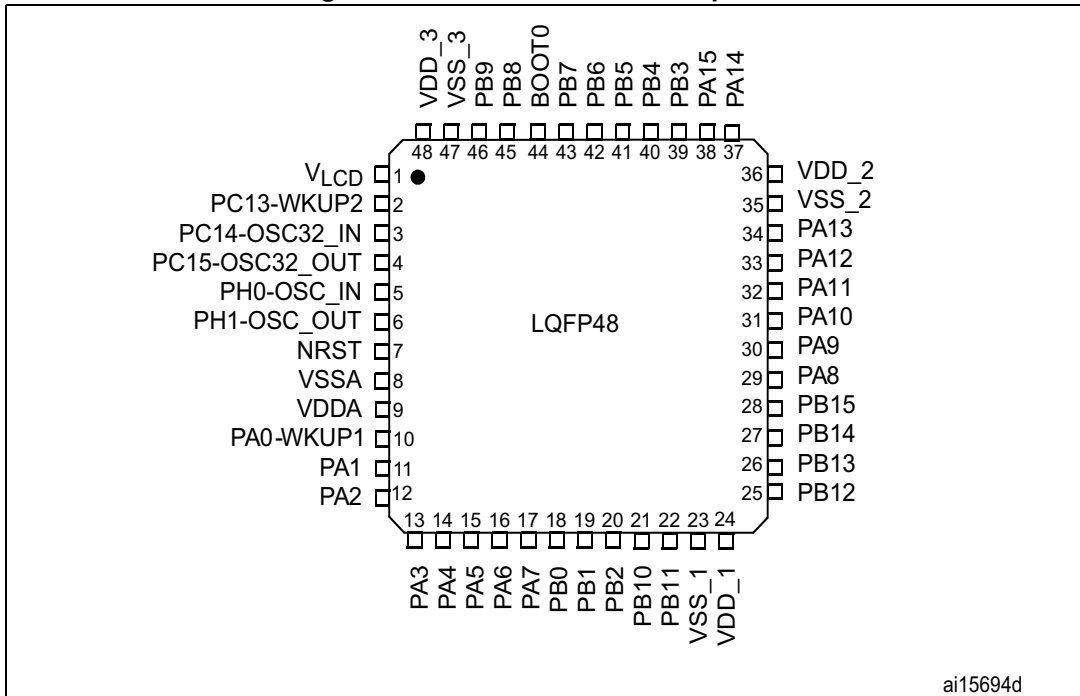 VDD_3
VSS_3
PB9
PB8
BOOT0
PB7
PB6
PB5
PB4
PB3
PA15
PA14
48 47 46 45 44 43 42 41 40 39 38 37
VLCD 1
PC13-WKUP2 2
PC14-OSC32_IN 3
PC15-OSC32_OUT 4
PH0-OSC_IN 5
PH1-OSC_OUT 6
NRST 7
VSSA 8
VDDA 9
PA0-WKUP1 10
PA1 11
PA2 12
LQFP48
36 VDD_2
35 VSS_2
34 PA13
33 PA12
32 PA11
31 PA10
30 PA9
29 PA8
28 PB15
27 PB14
26 PB13
25 PB12
13 14 15 16 17 18 19 20 21 22 23 24
PA3
PA4
PA5
PA6
PA7
PB0
PB1
PB2
PB10
PB11
VSS_1
VDD_1
ai15694d